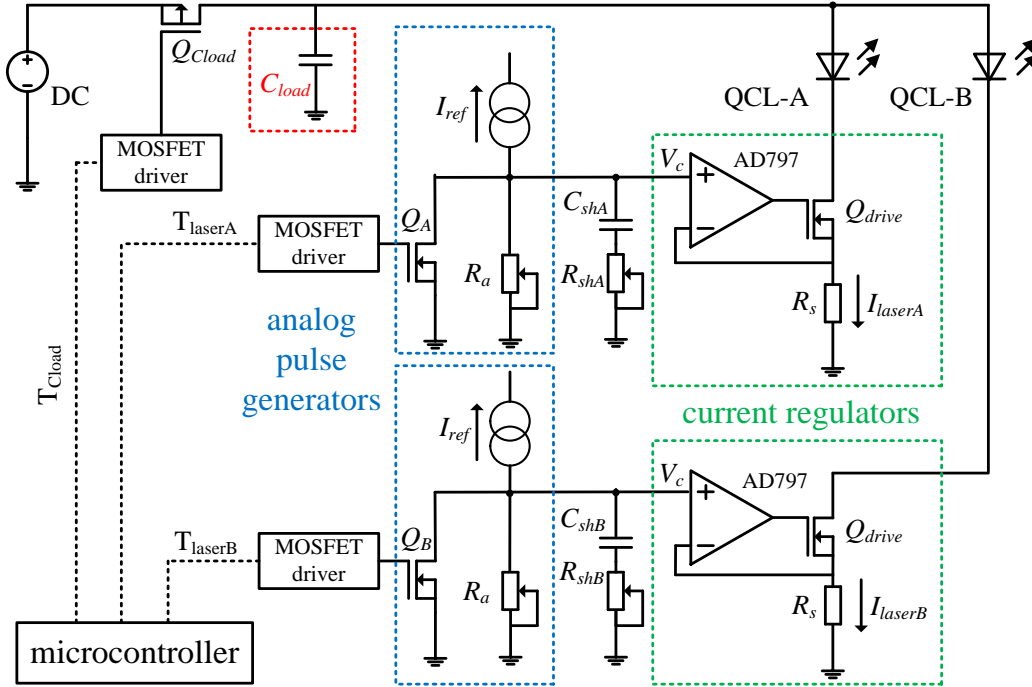 Q_Cload
DC
C_load
MOSFET
driver
I_ref
QCL-A
QCL-B
V_c
AD797
+
−
Q_drive
C_shA
R_shA
T_laserA
MOSFET
driver
Q_A
R_a
R_s
I_laserA
T_Cload
analog
pulse
generators
I_ref
current regulators
V_c
AD797
+
−
Q_drive
C_shB
R_shB
T_laserB
MOSFET
driver
Q_B
R_a
R_s
I_laserB
microcontroller